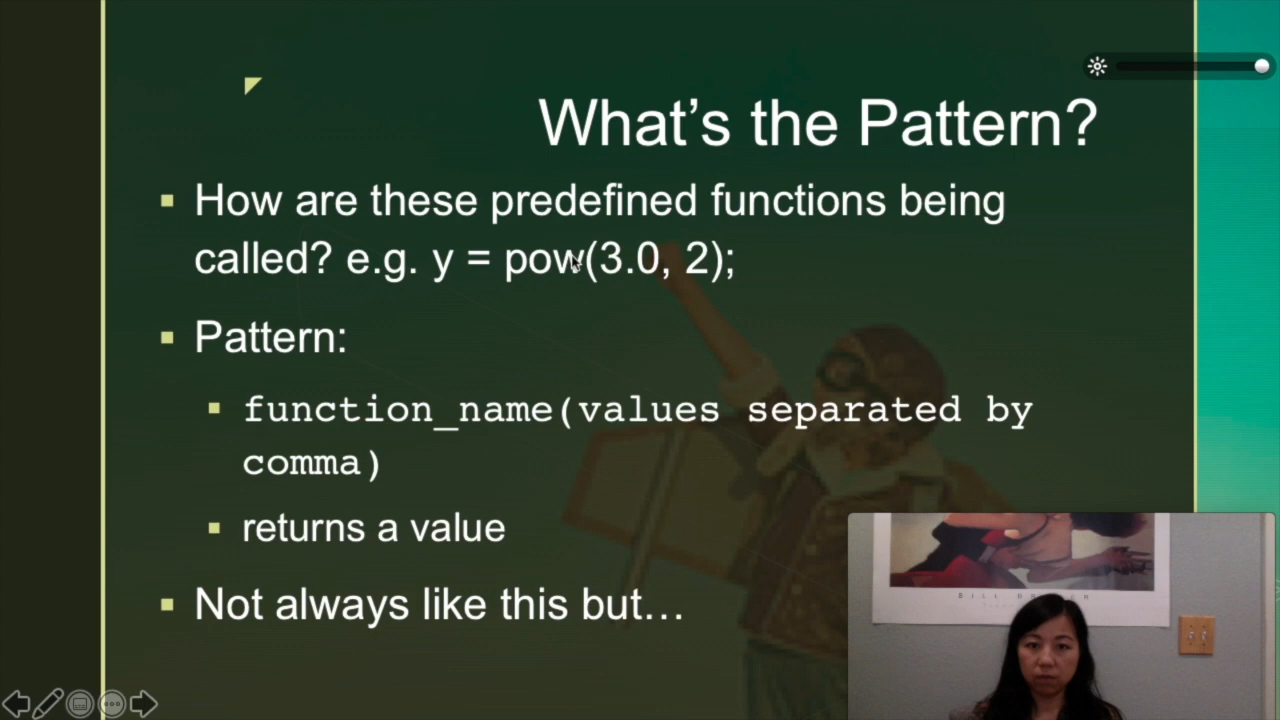 What's the Pattern?
▪ How are these predefined functions being
called? e.g. y = pow(3.0, 2);
▪ Pattern:
▪ function_name(values separated by
comma)
▪ returns a value
▪ Not always like this but…